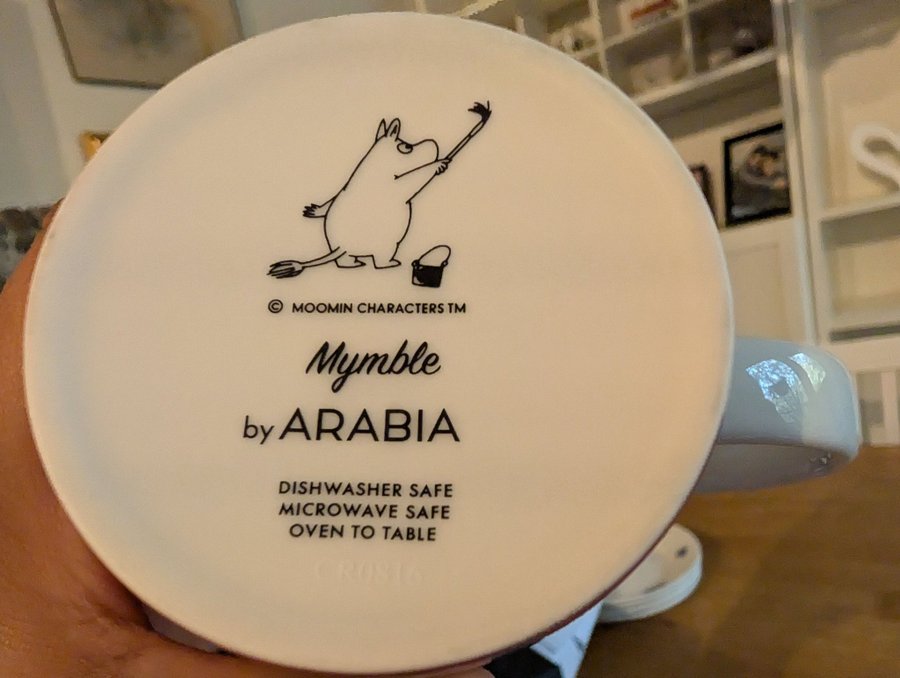 © MOOMIN CHARACTERS TM
Mymble
by ARABIA
DISHWASHER SAFE
MICROWAVE SAFE
OVEN TO TABLE